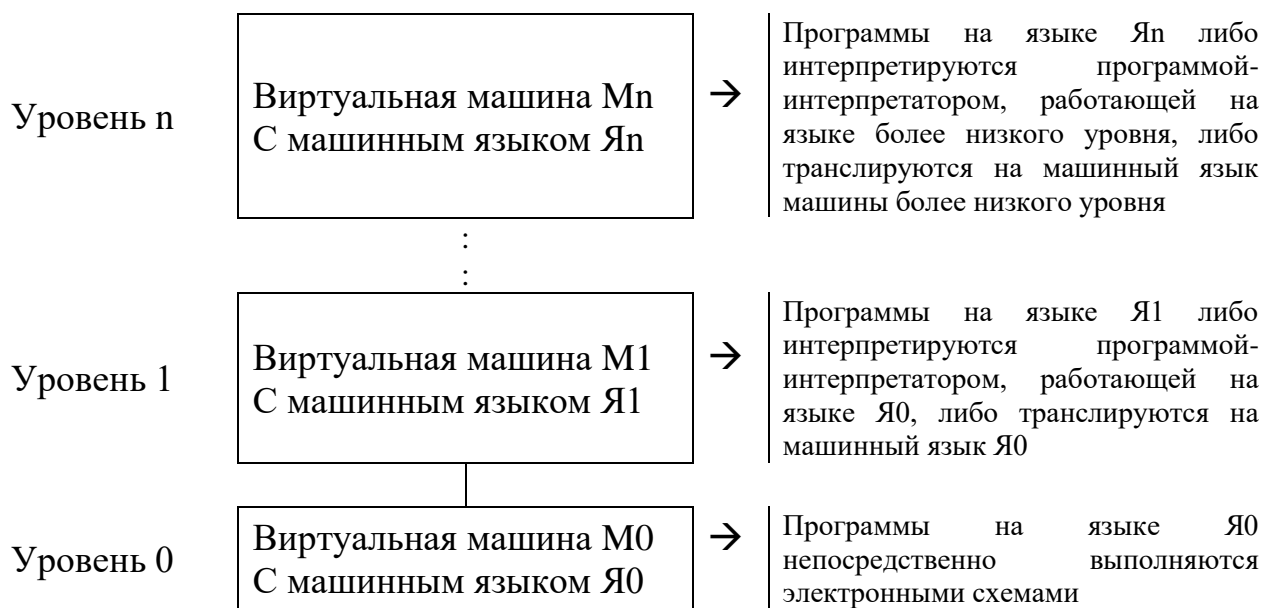 Уровень n
Виртуальная машина Мn
С машинным языком Яn
→
Программы на языке Яn либо
интерпретируются программой-
интерпретатором, работающей на
языке более низкого уровня, либо
транслируются на машинный язык
машины более низкого уровня
:
:
Уровень 1
Виртуальная машина М1
С машинным языком Я1
→
Программы на языке Я1 либо
интерпретируются программой-
интерпретатором, работающей на
языке Я0, либо транслируются на
машинный язык Я0
Уровень 0
Виртуальная машина М0
С машинным языком Я0
→
Программы на языке Я0
непосредственно выполняются
электронными схемами